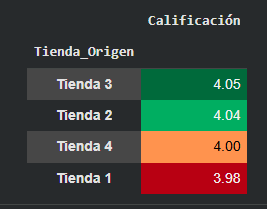 Calificación
Tienda_Origen
Tienda 3 4.05
Tienda 2 4.04
Tienda 4 4.00
Tienda 1 3.98